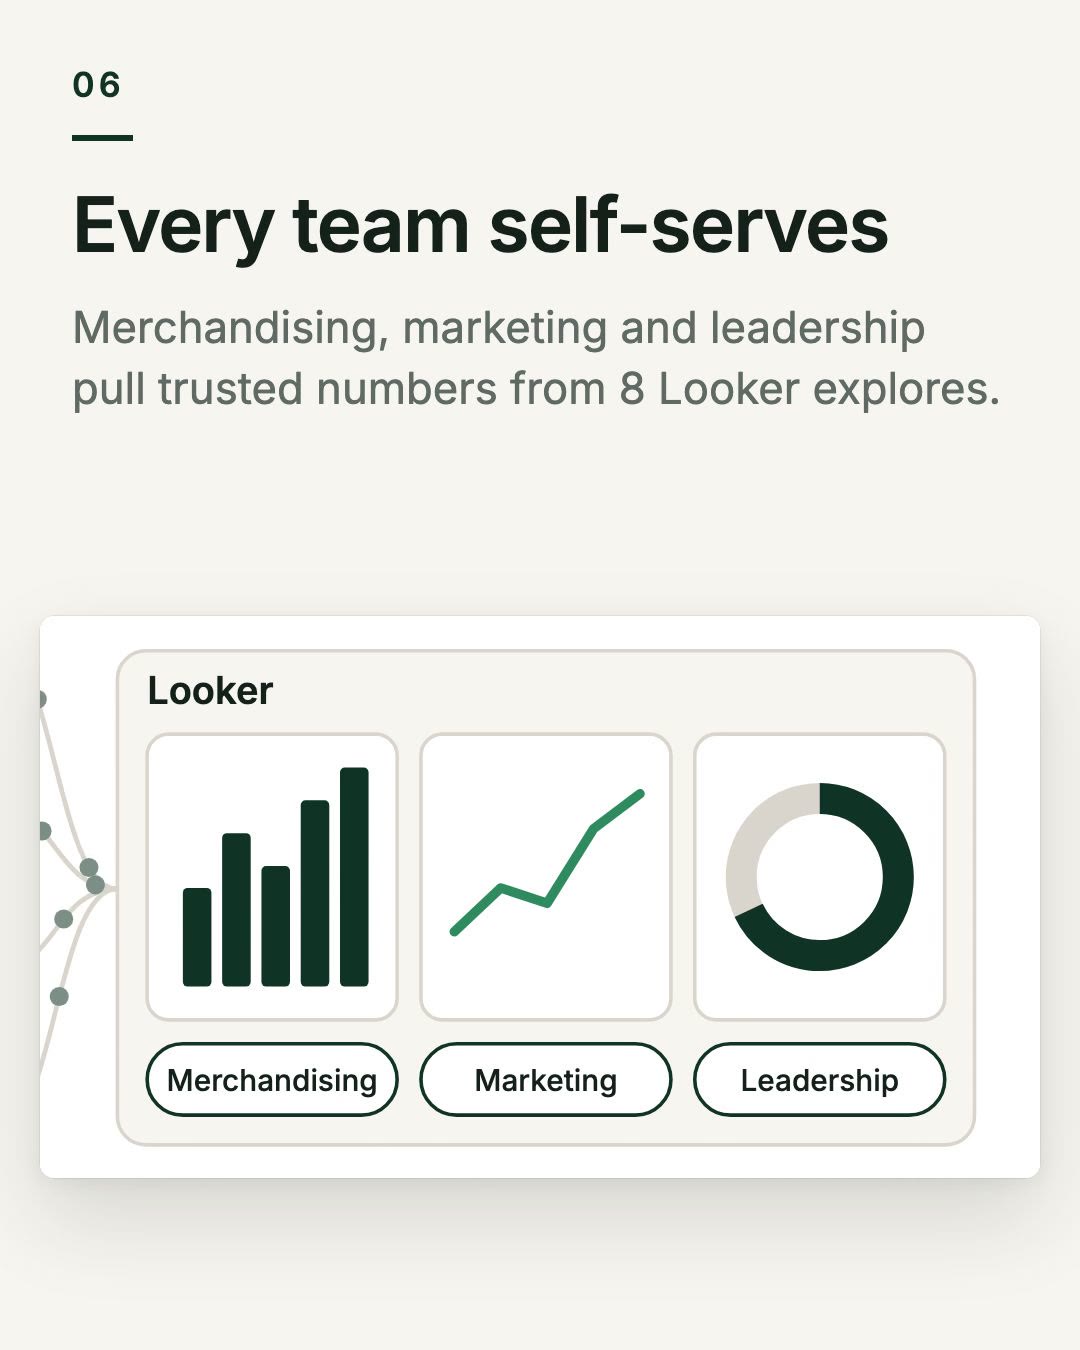 06
Every team self-serves
Merchandising, marketing and leadership
pull trusted numbers from 8 Looker explores.
Looker
Merchandising
Marketing
Leadership